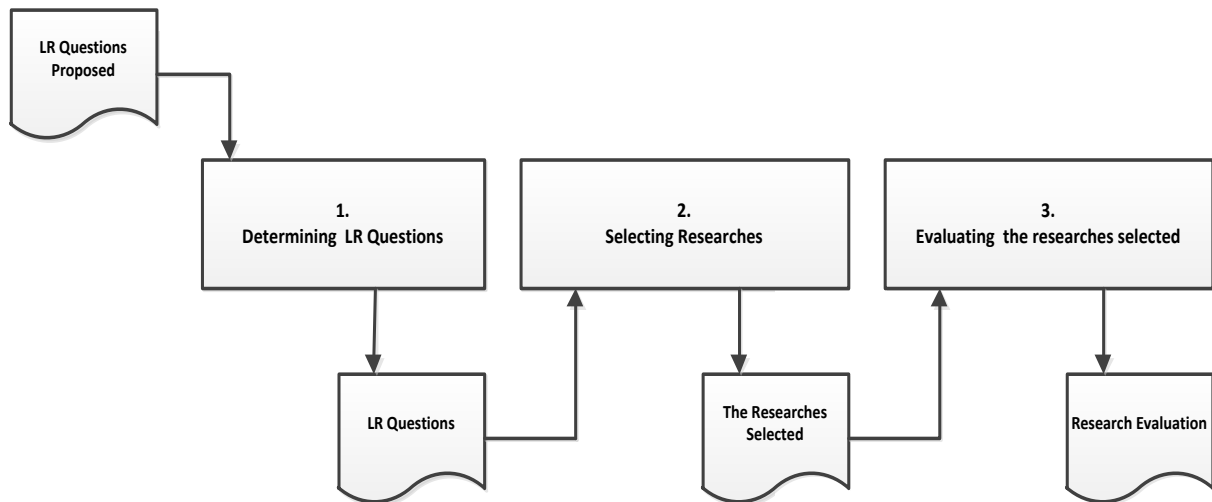 LR Questions
Proposed
1.
Determining LR Questions
2.
Selecting Researches
3.
Evaluating the researches selected
LR Questions
The Researches
Selected
Research Evaluation